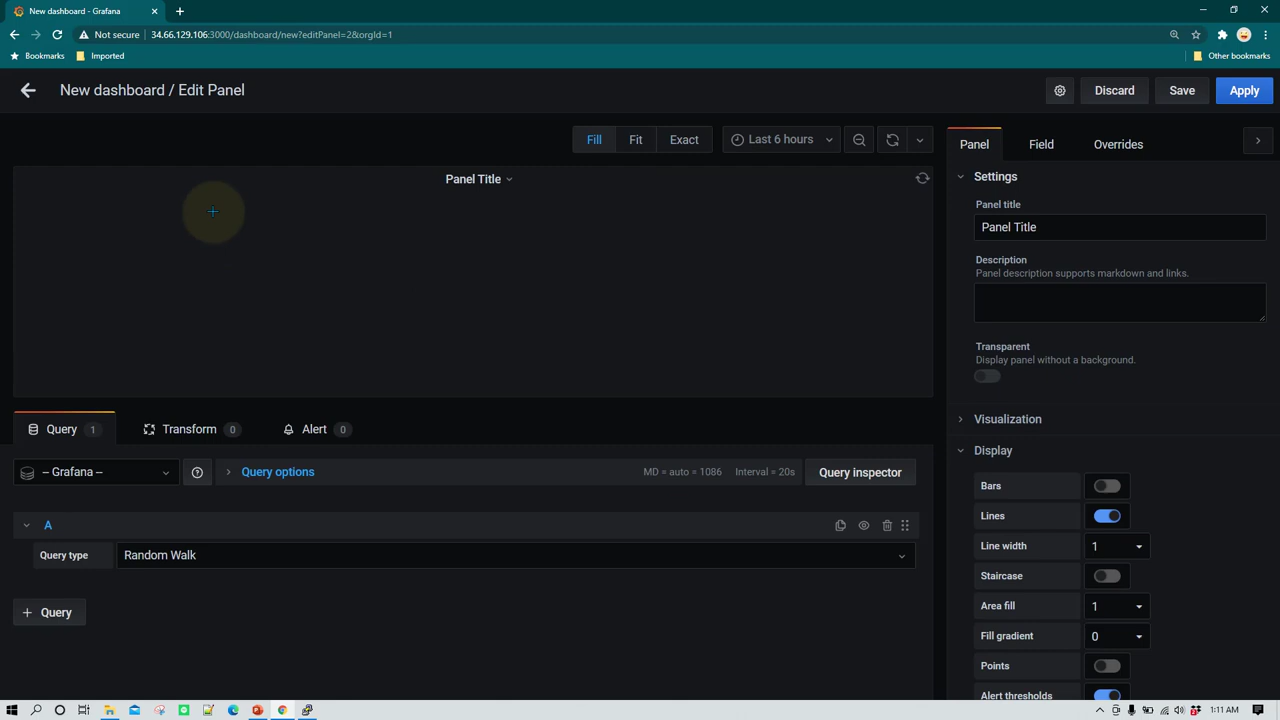 New dashboard - Grafana
Not secure 34.66.129.106:3000/dashboard/new?editPanel=2&orgId=1
Bookmarks Imported Other bookmarks
New dashboard / Edit Panel Discard Save Apply
Fill Fit Exact Last 6 hours
Panel Field Overrides
Panel Title
Settings
Panel title
Panel Title
Description
Panel description supports markdown and links.
Transparent
Display panel without a background.
Visualization
Display
Bars
Lines
Line width 1
Staircase
Area fill 1
Fill gradient 0
Points
Alert thresholds
Query 1 Transform 0 Alert 0
-- Grafana -- Query options MD = auto = 1086 Interval = 20s Query inspector
A
Query type Random Walk
+ Query
1:11 AM